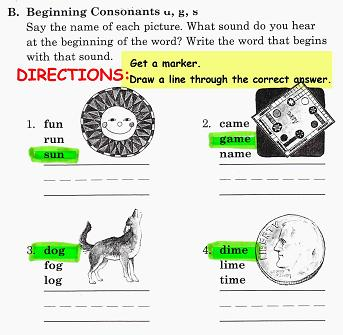 B. Beginning Consonants d, g, s
Say the name of each picture. What sound do you hear
at the beginning of the word? Write the word that begins
with that sound.
DIRECTIONS:
Get a marker.
Draw a line through the correct answer.
1. fun
run
sun
2. came
game
name
3. dog
fog
log
4. dime
lime
time
LIBERTY